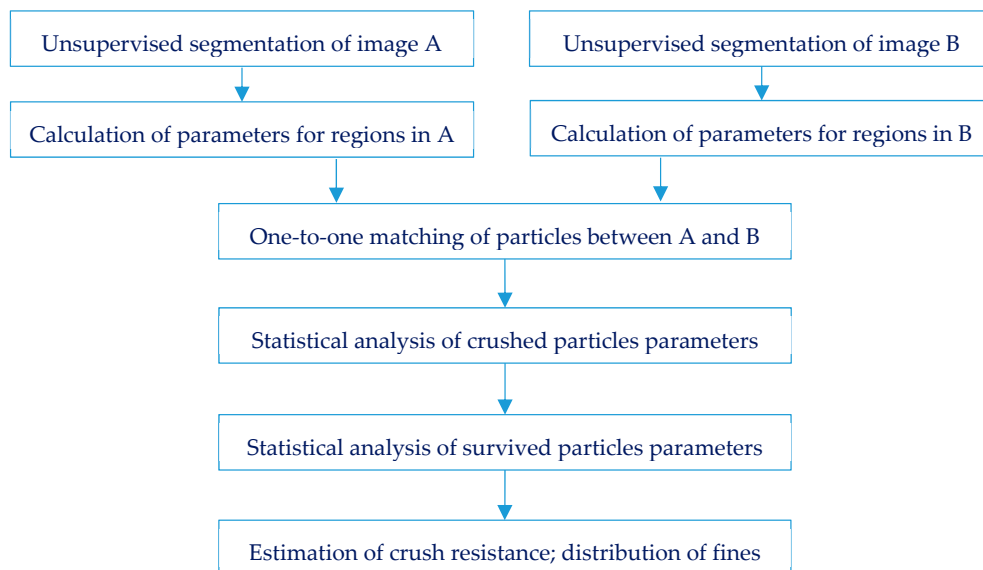 Unsupervised segmentation of image A
Unsupervised segmentation of image B
Calculation of parameters for regions in A
Calculation of parameters for regions in B
One-to-one matching of particles between A and B
Statistical analysis of crushed particles parameters
Statistical analysis of survived particles parameters
Estimation of crush resistance; distribution of fines